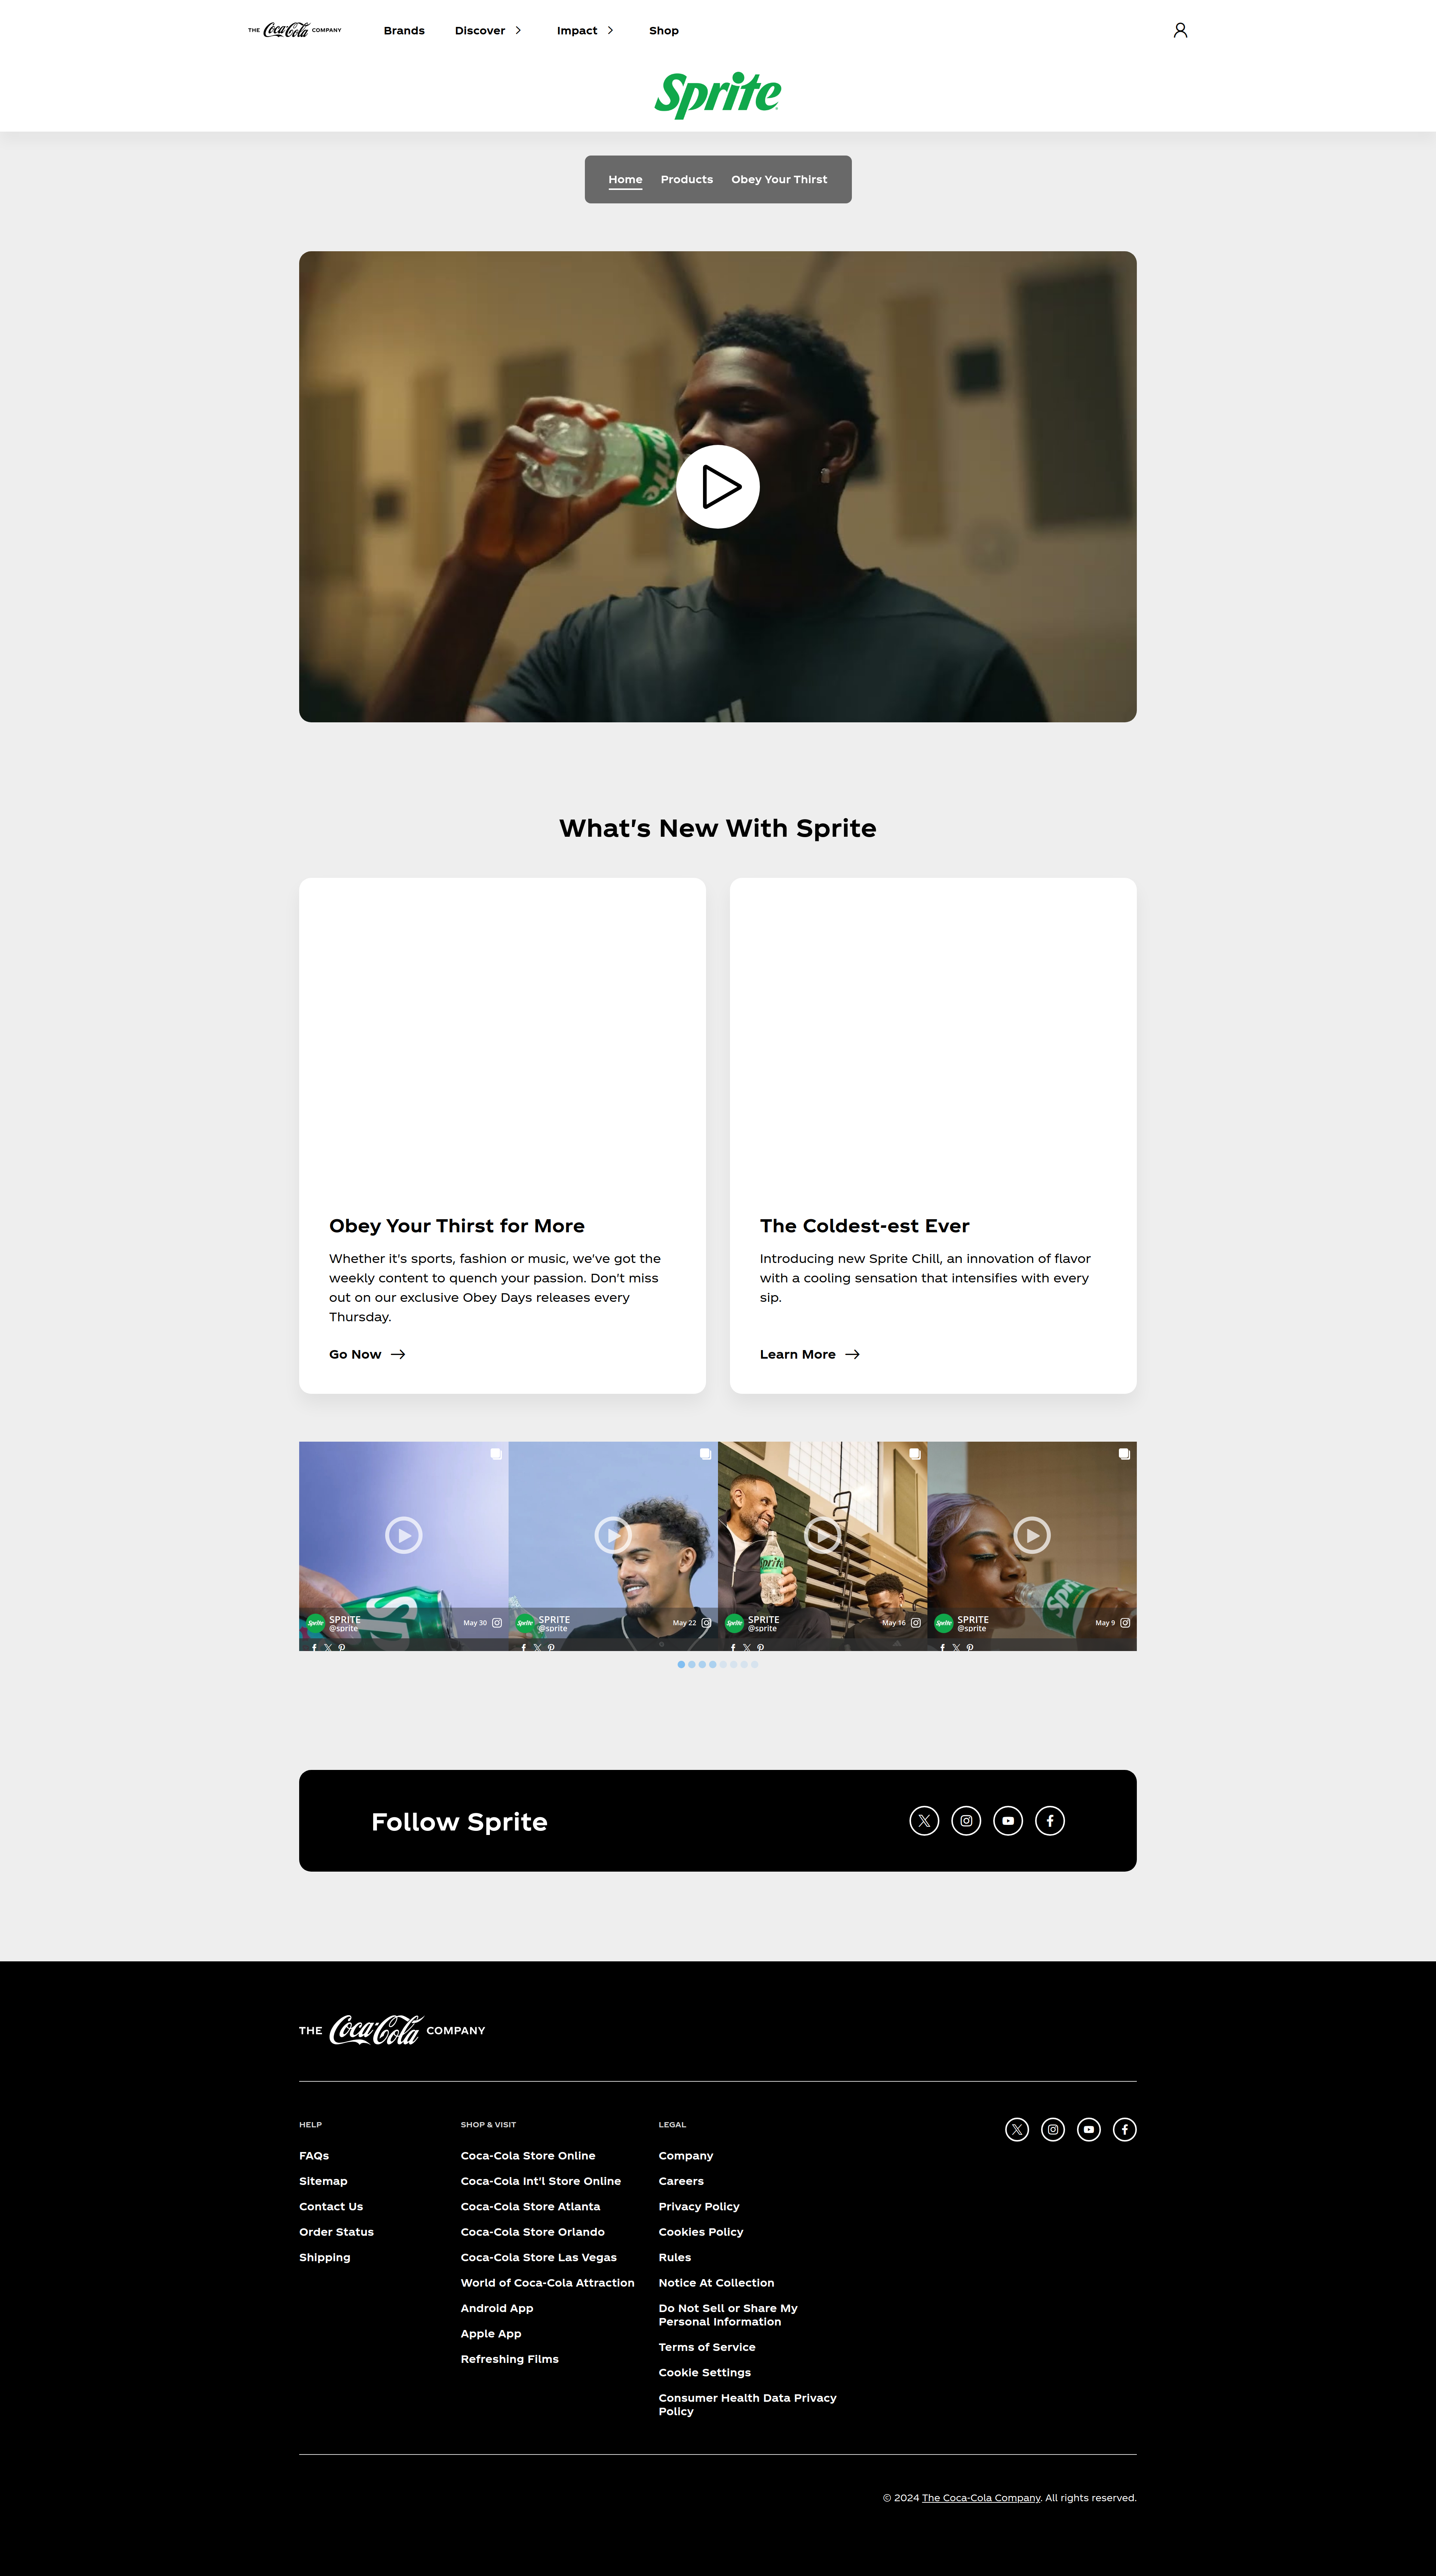 THE Coca-Cola COMPANY
Brands
Discover
Impact
Shop
Sprite
Home
Products
Obey Your Thirst
Sprite
What's New With Sprite
Obey Your Thirst for More
Whether it's sports, fashion or music, we've got the
weekly content to quench your passion. Don't miss
out on our exclusive Obey Days releases every
Thursday.
Go Now
The Coldest-est Ever
Introducing new Sprite Chill, an innovation of flavor
with a cooling sensation that intensifies with every
sip.
Learn More
Sprite
SPRITE
@sprite
May 30
Sprite
SPRITE
@sprite
May 22
Sprite
Sprite
SPRITE
@sprite
May 16
Sprite
SPRITE
@sprite
May 9
Follow Sprite
THE Coca-Cola COMPANY
HELP
FAQs
Sitemap
Contact Us
Order Status
Shipping
SHOP & VISIT
Coca-Cola Store Online
Coca-Cola Int'l Store Online
Coca-Cola Store Atlanta
Coca-Cola Store Orlando
Coca-Cola Store Las Vegas
World of Coca-Cola Attraction
Android App
Apple App
Refreshing Films
LEGAL
Company
Careers
Privacy Policy
Cookies Policy
Rules
Notice At Collection
Do Not Sell or Share My
Personal Information
Terms of Service
Cookie Settings
Consumer Health Data Privacy
Policy
© 2024 The Coca-Cola Company. All rights reserved.